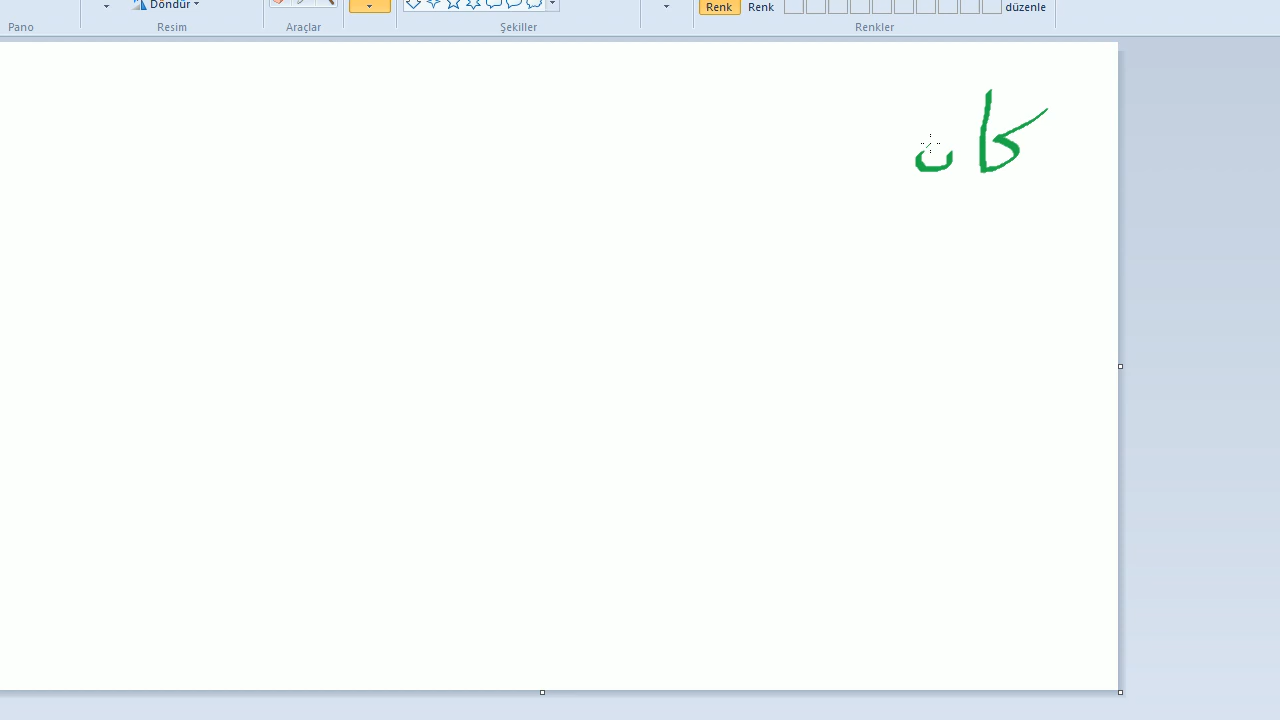 Döndür
Renk Renk düzenle
Pano Resim Araçlar Şekiller Renkler
كان